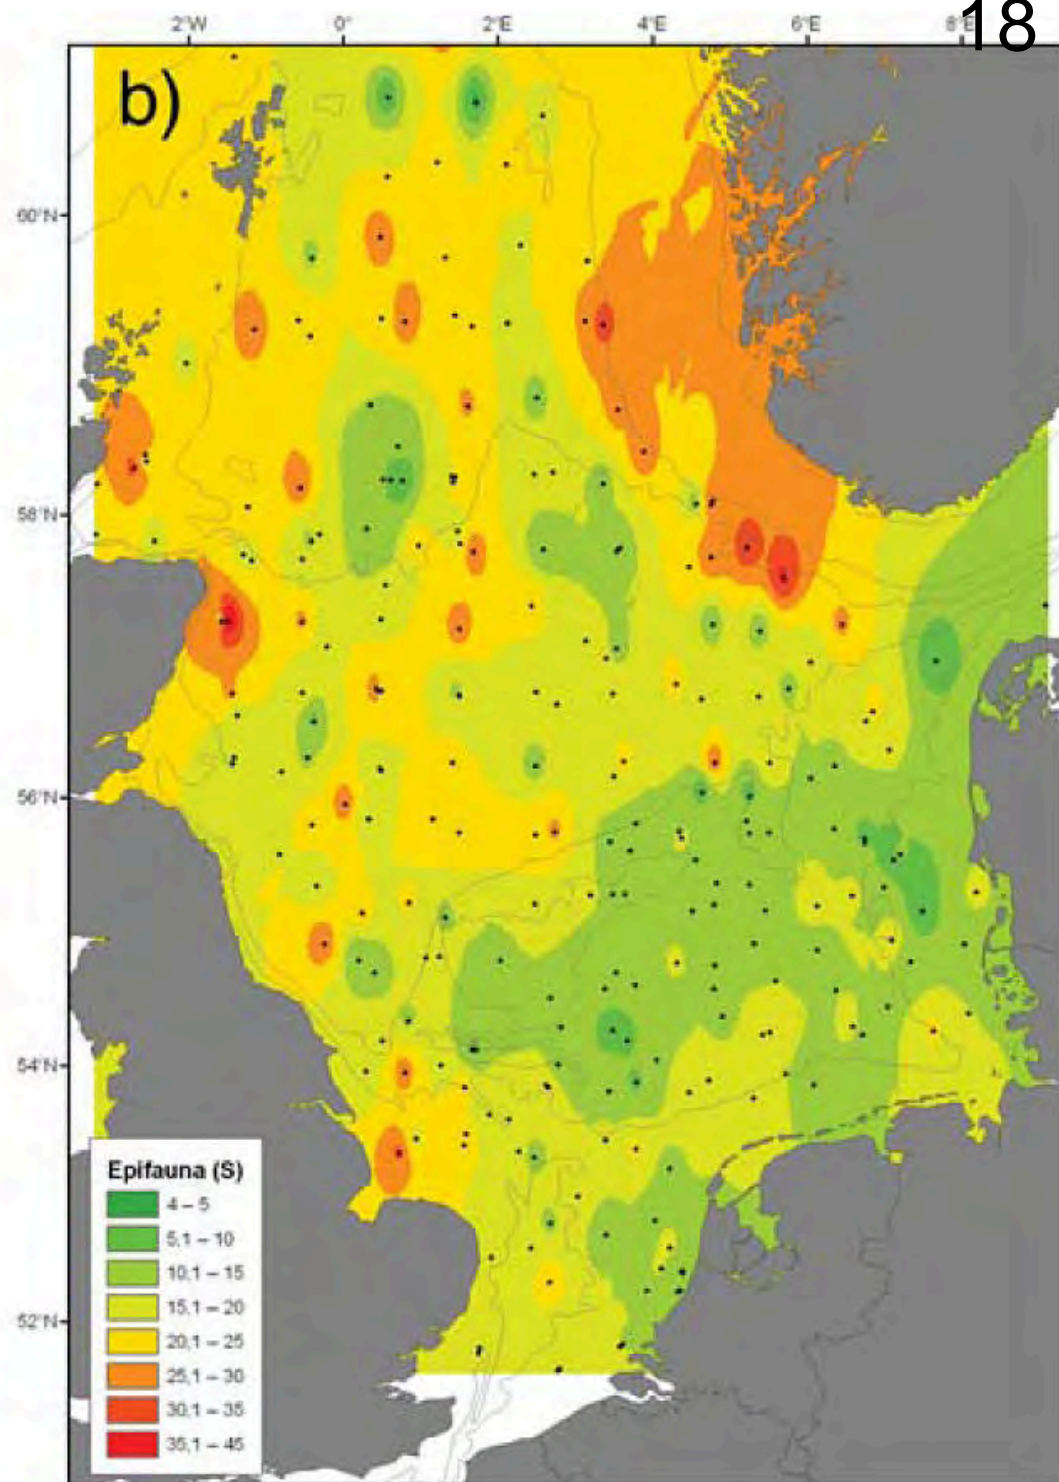 18
2°W 0° 2°E 4°E 6°E 8°E
b)
60°N
58°N
56°N
54°N
52°N
Epifauna (S)
4 – 5
5,1 – 10
10,1 – 15
15,1 – 20
20,1 – 25
25,1 – 30
30,1 – 35
35,1 – 45